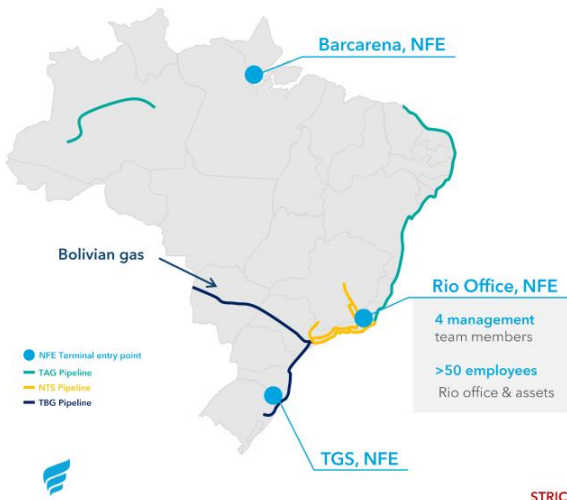 Barcarena, NFE
Bolivian gas
Rio Office, NFE
4 management
team members
>50 employees
Rio office & assets
NFE Terminal entry point
TAG Pipeline
NTS Pipeline
TBG Pipeline
TGS, NFE
STRIC